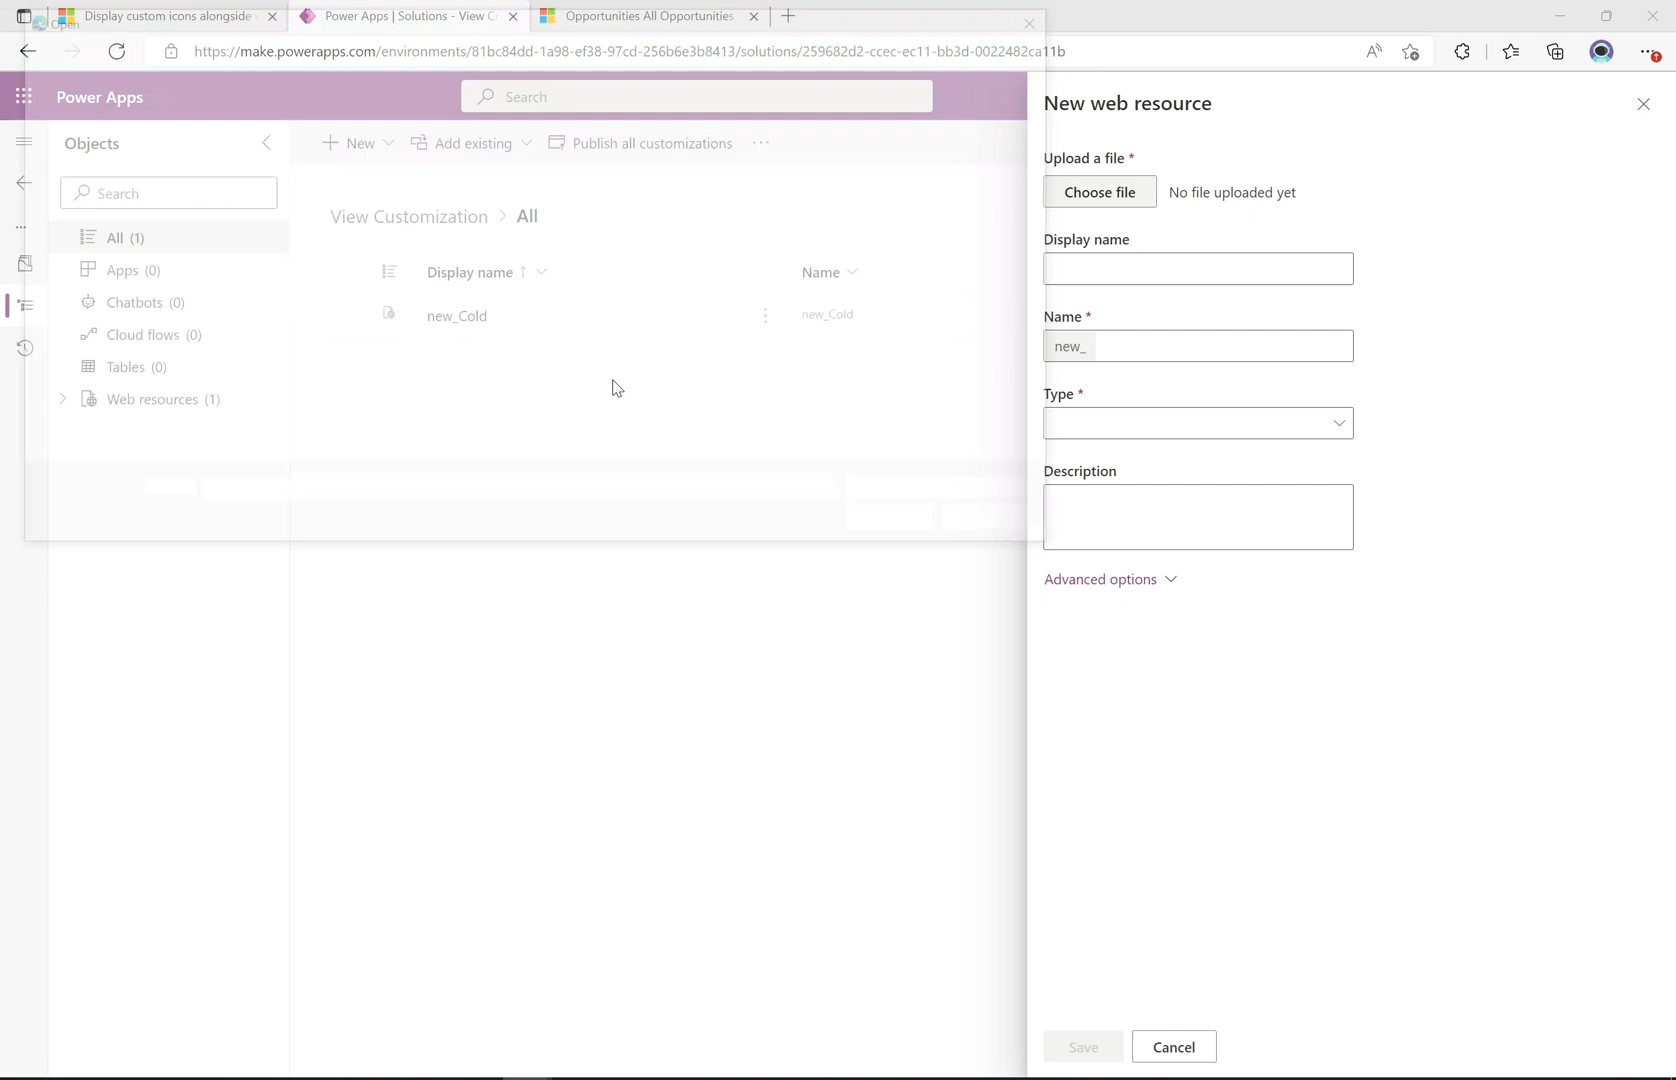 Display custom icons alongside
Power Apps | Solutions - View C
Opportunities All Opportunities
Open
https://make.powerapps.com/environments/81bc84dd-1a98-ef38-97cd-256b6e3b8413/solutions/259682d2-ccec-ec11-bb3d-0022482ca11b
Power Apps
Search
Objects
New
Add existing
Publish all customizations
Search
View Customization > All
All (1)
Apps (0)
Chatbots (0)
Cloud flows (0)
Tables (0)
Web resources (1)
Display name ↑
Name
new_Cold
new_Cold
New web resource
Upload a file *
Choose file
No file uploaded yet
Display name
Name *
new_
Type *
Description
Advanced options
Save
Cancel